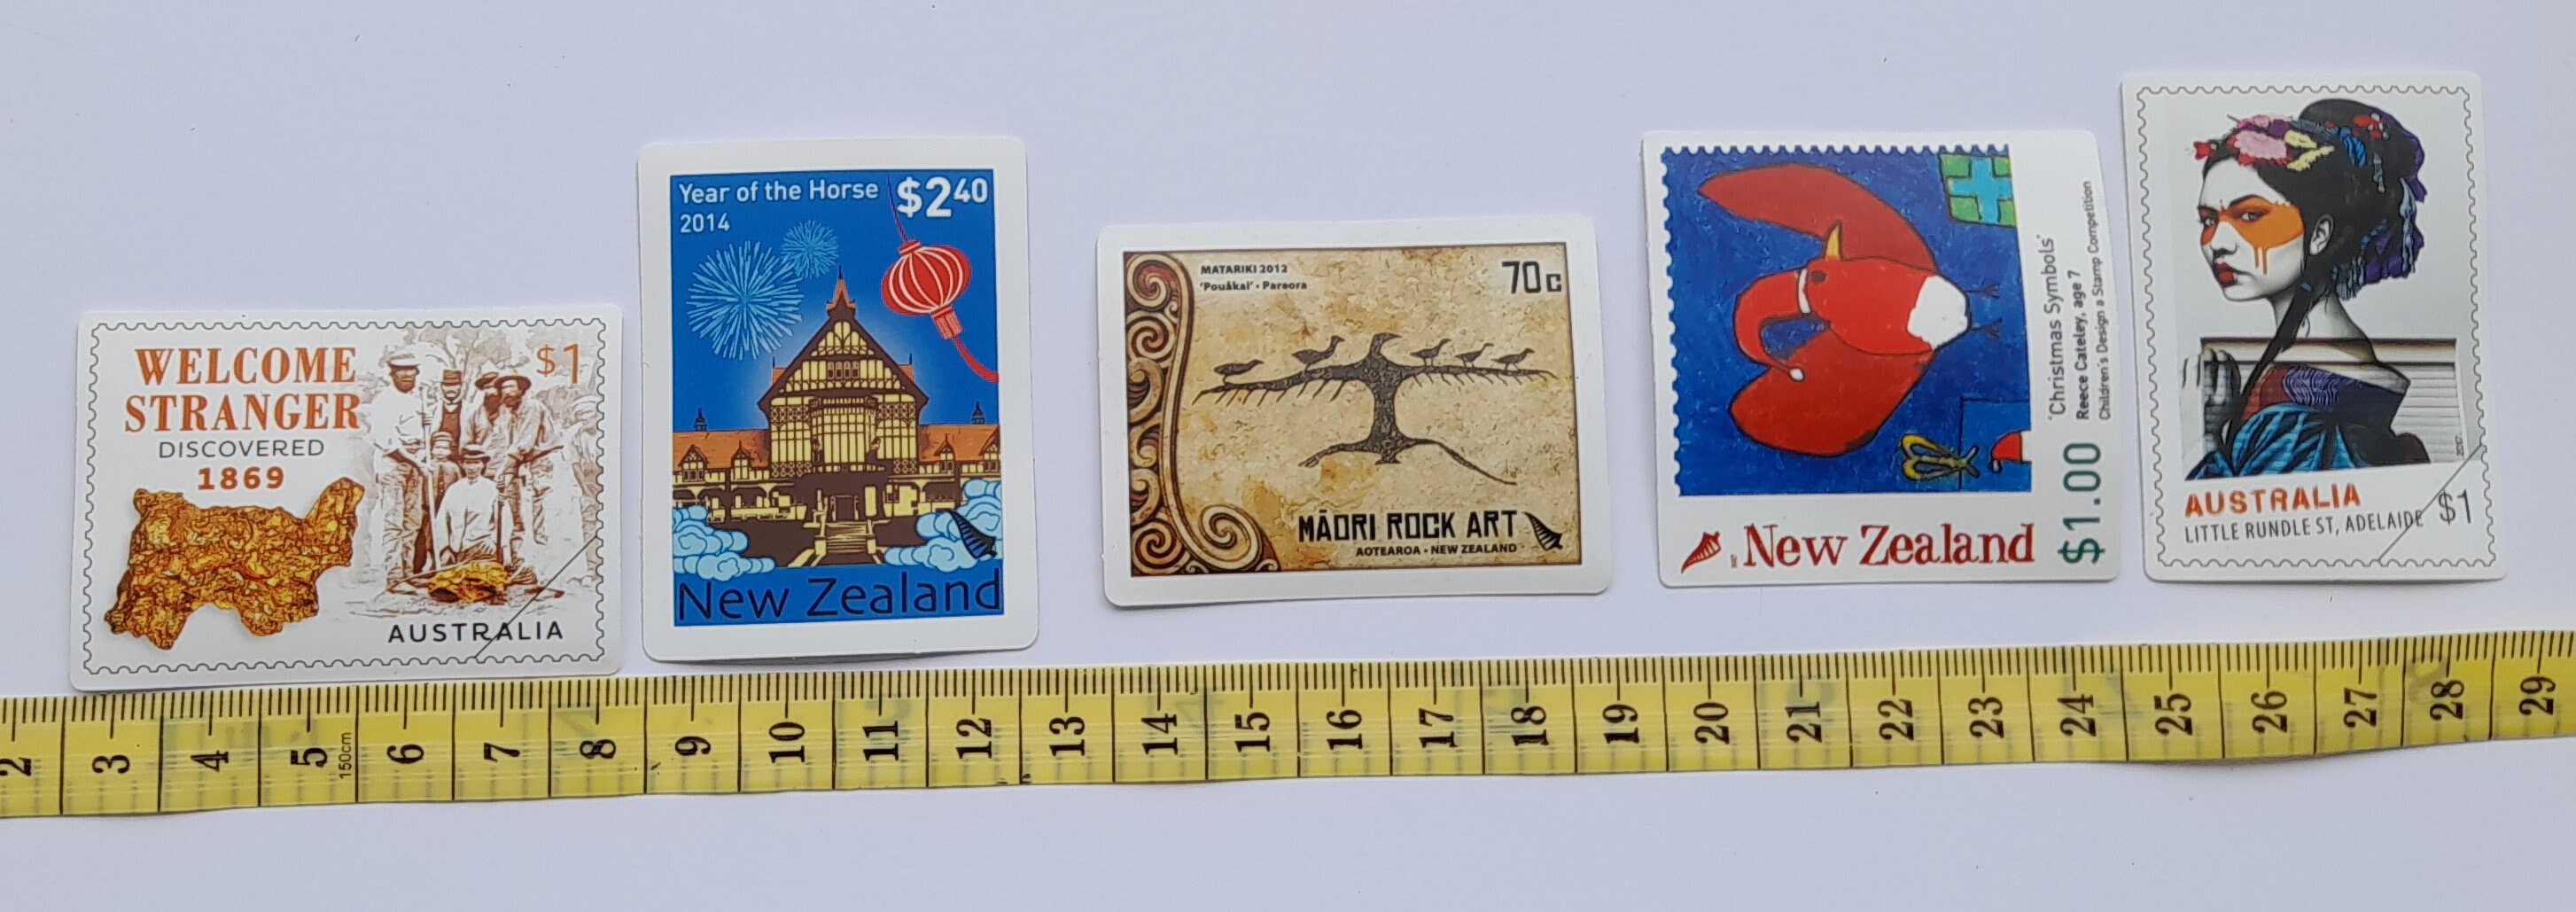 WELCOME
STRANGER
DISCOVERED
1869
$1
AUSTRALIA
Year of the Horse
2014
$240
New Zealand
MATARIKI 2012
'Pouākai' • Pareora
70c
MĀORI ROCK ART
AOTEAROA • NEW ZEALAND
New Zealand
'Christmas Symbols'
Reece Cateley, age 7
Children's Design a Stamp Competition
$1.00
AUSTRALIA
LITTLE RUNDLE ST, ADELAIDE
$1
2 3 4 5 6 7 8 9 10 11 12 13 14 15 16 17 18 19 20 21 22 23 24 25 26 27 28 29
150cm